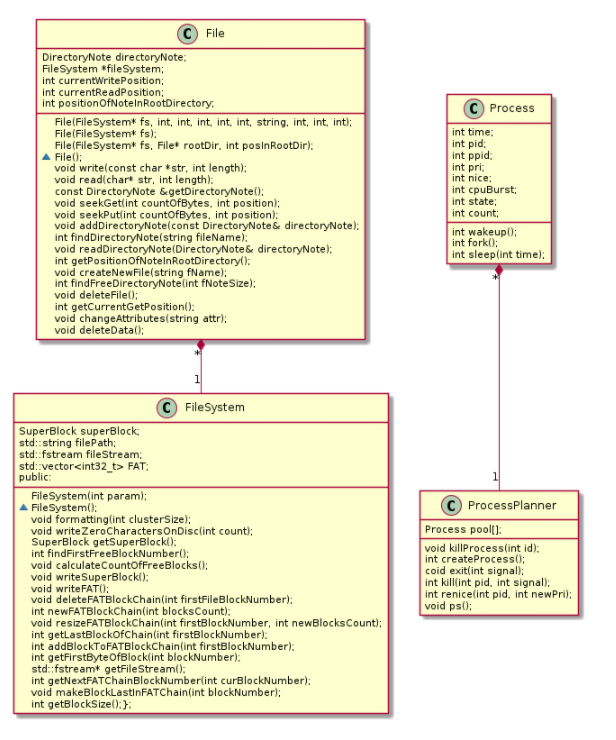 C File
DirectoryNote directoryNote;
FileSystem *fileSystem;
int currentWritePosition;
int currentReadPosition;
int positionOfNoteInRootDirectory;
File(FileSystem* fs, int, int, int, int, int, string, int, int, int);
File(FileSystem* fs);
File(FileSystem* fs, File* rootDir, int posInRootDir);
File();
void write(const char *str, int length);
void read(char* str, int length);
const DirectoryNote &getDirectoryNote();
void seekGet(int countOfBytes, int position);
void seekPut(int countOfBytes, int position);
void addDirectoryNote(const DirectoryNote& directoryNote);
int findDirectoryNote(string fileName);
void readDirectoryNote(DirectoryNote& directoryNote);
int getPositionOfNoteInRootDirectory();
void createNewFile(string fName);
int findFreeDirectoryNote(int fNoteSize);
void deleteFile();
int getCurrentGetPosition();
void changeAttributes(string attr);
void deleteData();
*
1
C FileSystem
SuperBlock superBlock;
std::string filePath;
std::fstream fileStream;
std::vector<int32_t> FAT;
public:
FileSystem(int param);
FileSystem();
void formatting(int clusterSize);
void writeZeroCharactersOnDisc(int count);
SuperBlock getSuperBlock();
int findFirstFreeBlockNumber();
void calculateCountOfFreeBlocks();
void writeSuperBlock();
void writeFAT();
void deleteFATBlockChain(int firstFileBlockNumber);
int newFATBlockChain(int blocksCount);
void resizeFATBlockChain(int firstBlockNumber, int newBlocksCount);
int getLastBlockOfChain(int firstBlockNumber);
int addBlockToFATBlockChain(int firstBlockNumber);
int getFirstByteOfBlock(int blockNumber);
std::fstream* getFileStream();
int getNextFATChainBlockNumber(int curBlockNumber);
void makeBlockLastInFATChain(int blockNumber);
int getBlockSize();};
C Process
int time;
int pid;
int ppid;
int pri;
int nice;
int cpuBurst;
int state;
int count;
int wakeup();
int fork();
int sleep(int time);
*
1
C ProcessPlanner
Process pool[];
void killProcess(int id);
int createProcess();
coid exit(int signal);
int kill(int pid, int signal);
int renice(int pid, int newPri);
void ps();